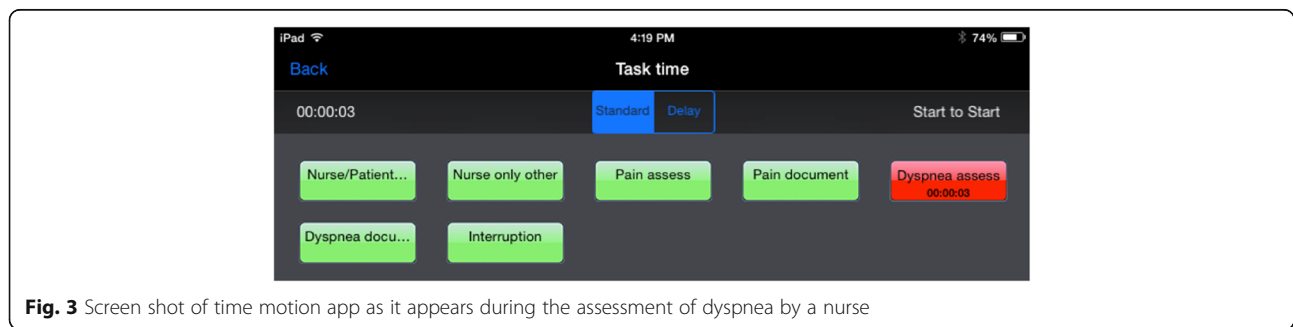 iPad 4:19 PM 74%
Back Task time
00:00:03 Standard Delay Start to Start
Nurse/Patient... Nurse only other Pain assess Pain document Dyspnea assess
00:00:03
Dyspnea docu... Interruption
Fig. 3 Screen shot of time motion app as it appears during the assessment of dyspnea by a nurse